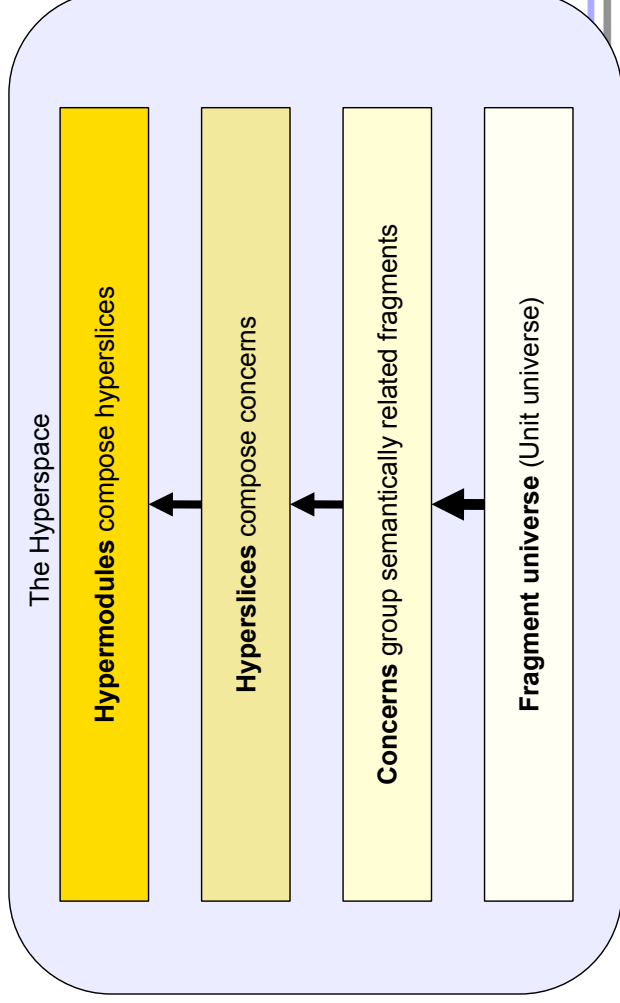 The Hyperspace
Hypermodules compose hyperslices
Hyperslices compose concerns
Concerns group semantically related fragments
Fragment universe (Unit universe)